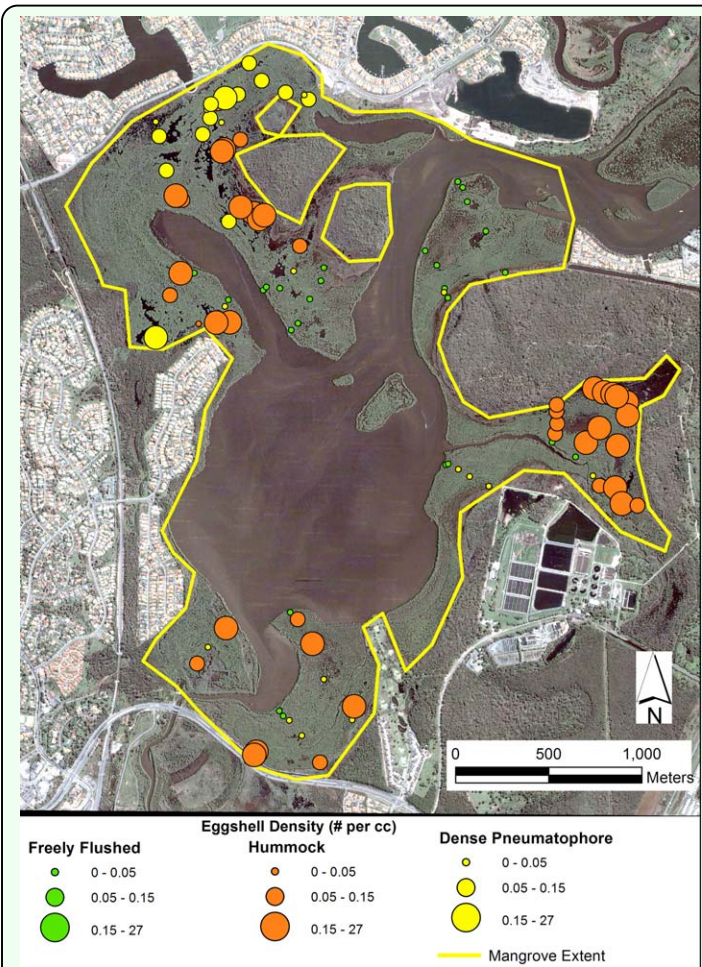 N
0 500 1,000
Meters
Eggshell Density (# per cc)
Freely Flushed
0 - 0.05
0.05 - 0.15
0.15 - 27
Hummock
0 - 0.05
0.05 - 0.15
0.15 - 27
Dense Pneumatophore
0 - 0.05
0.05 - 0.15
0.15 - 27
Mangrove Extent